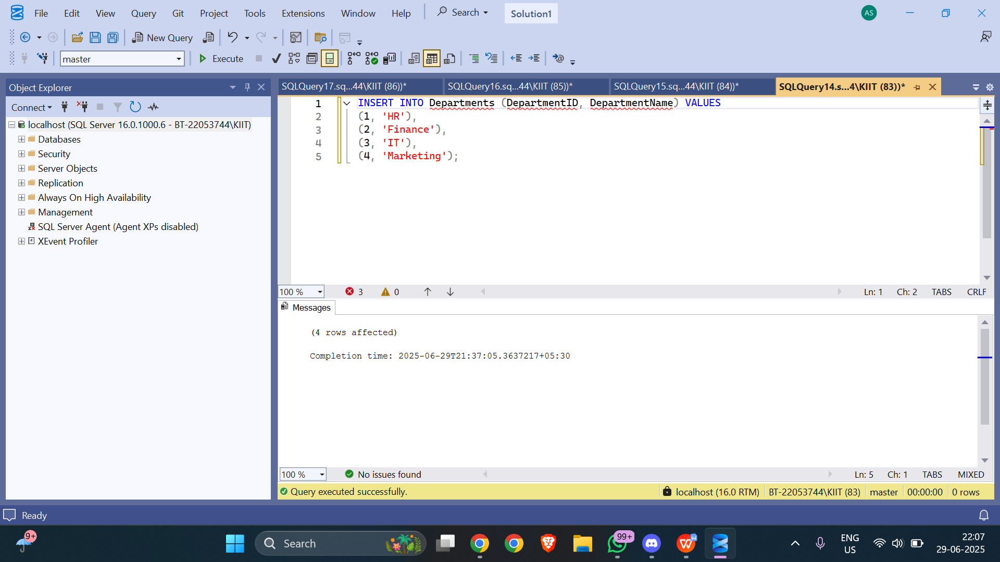 File Edit View Query Git Project Tools Extensions Window Help Search Solution1 AS
New Query
master Execute
Object Explorer
Connect
localhost (SQL Server 16.0.1000.6 - BT-22053744\KIIT)
Databases
Security
Server Objects
Replication
Always On High Availability
Management
SQL Server Agent (Agent XPs disabled)
XEvent Profiler
SQLQuery17.sq...44\KIIT (86))* SQLQuery16.sq...44\KIIT (85))* SQLQuery15.sq...44\KIIT (84))* SQLQuery14.s...4\KIIT (83))*
1 INSERT INTO Departments (DepartmentID, DepartmentName) VALUES
2 (1, 'HR'),
3 (2, 'Finance'),
4 (3, 'IT'),
5 (4, 'Marketing');
100 % 3 0 Ln: 1 Ch: 2 TABS CRLF
Messages
(4 rows affected)
Completion time: 2025-06-29T21:37:05.3637217+05:30
100 % No issues found Ln: 5 Ch: 1 TABS MIXED
Query executed successfully. localhost (16.0 RTM) BT-22053744\KIIT (83) master 00:00:00 0 rows
Ready
9+ Search 99+ ENG US 22:07 29-06-2025